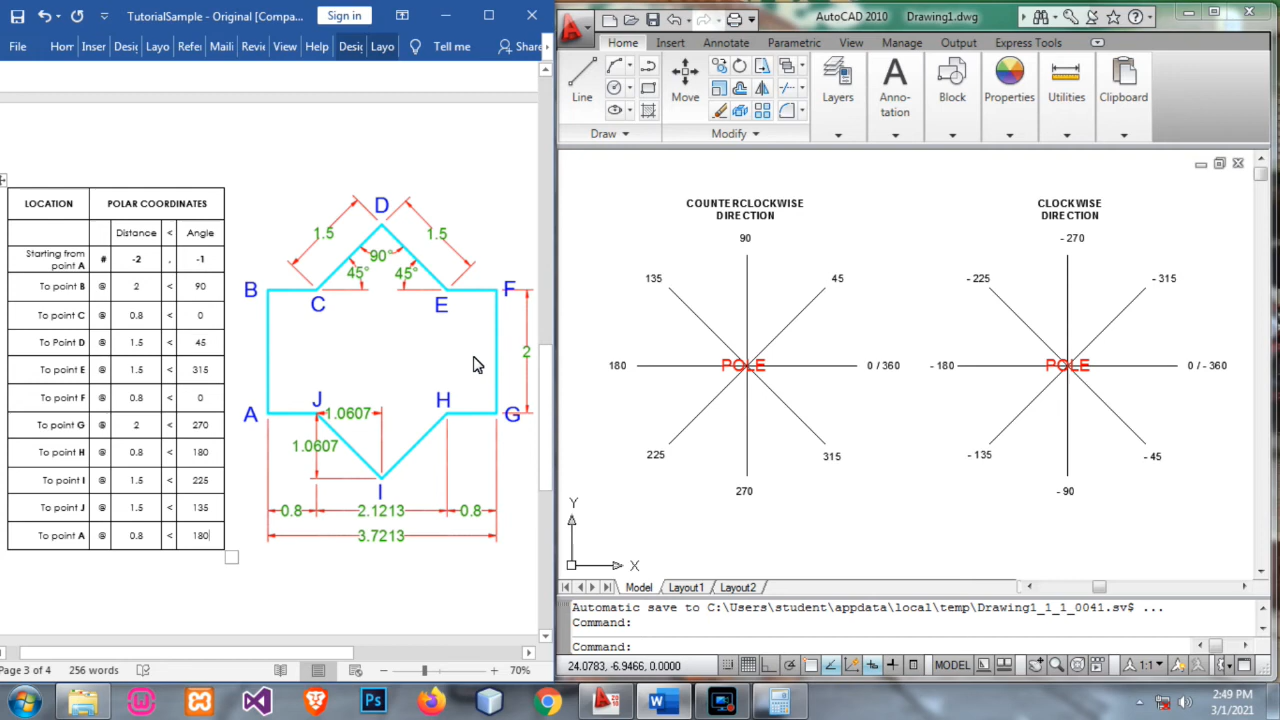 TutorialSample - Original [Compa...
Sign in
File Horr Inser Desig Layo Refer Maili Revie View Help Desig Layo Tell me Share
LOCATION POLAR COORDINATES
Distance < Angle
Starting from point A # -2 , -1
To point B @ 2 < 90
To point C @ 0.8 < 0
To Point D @ 1.5 < 45
To point E @ 1.5 < 315
To point F @ 0.8 < 0
To point G @ 2 < 270
To point H @ 0.8 < 180
To point I @ 1.5 < 225
To point J @ 1.5 < 135
To point A @ 0.8 < 180
D
1.5 1.5
90°
45° 45°
B C E F
2
A J H G
1.0607
1.0607
I
0.8 2.1213 0.8
3.7213
Page 3 of 4 256 words 70%
AutoCAD 2010 Drawing1.dwg
Home Insert Annotate Parametric View Manage Output Express Tools
Line Move Layers Anno-
tation Block Properties Utilities Clipboard
Draw Modify
COUNTERCLOCKWISE
DIRECTION
90
135 45
180 POLE 0 / 360
225 315
270
CLOCKWISE
DIRECTION
- 270
- 225 - 315
- 180 POLE 0 / - 360
- 135 - 45
- 90
Y
X
Model Layout1 Layout2
Automatic save to C:\Users\student\appdata\local\temp\Drawing1_1_1_0041.sv$ ...
Command:
Command:
24.0783, -6.9466, 0.0000 MODEL 1:1
2:49 PM
3/1/2021